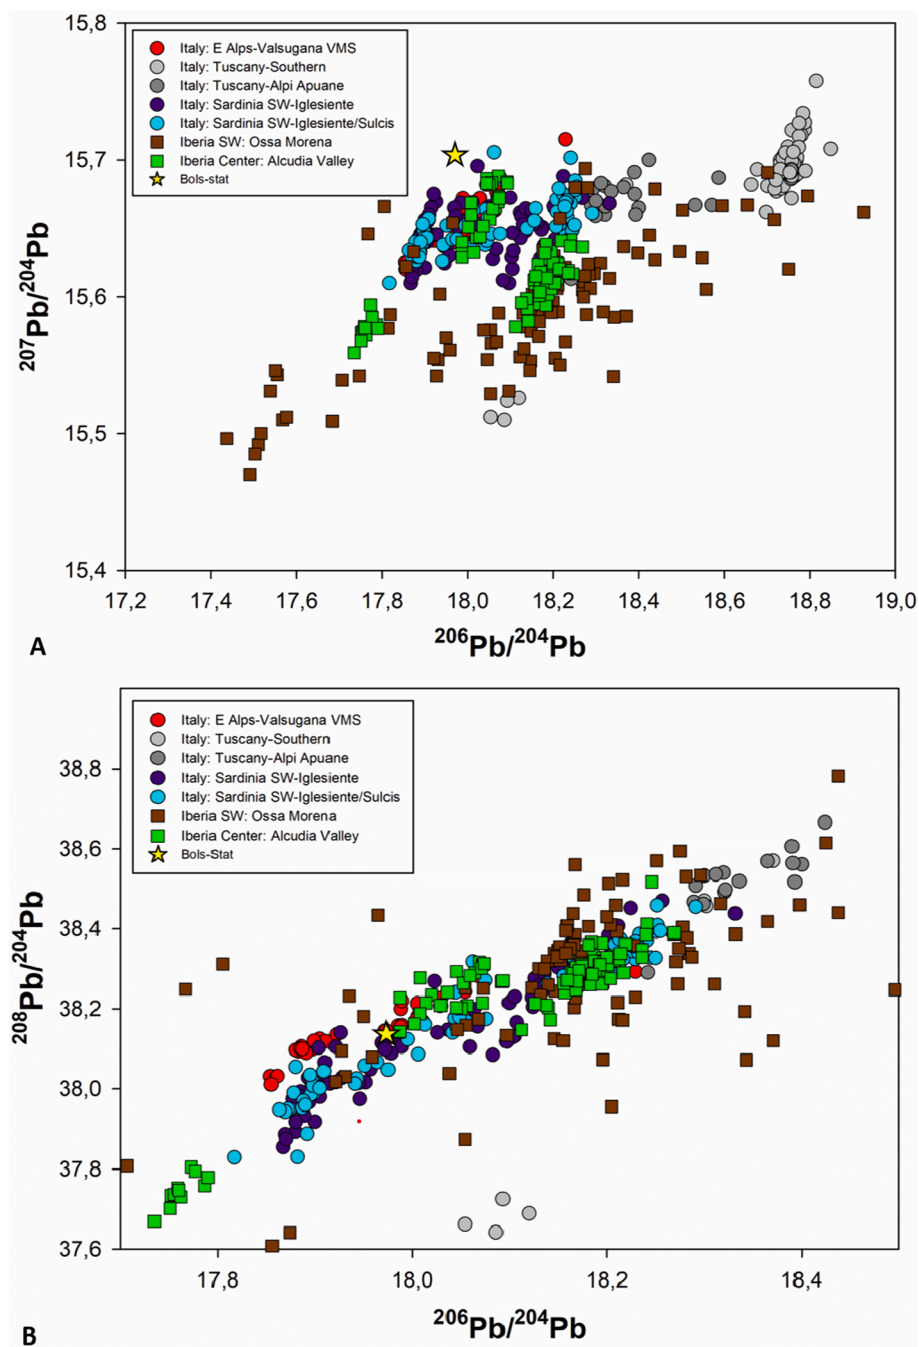 15,8
Italy: E Alps-Valsugana VMS
Italy: Tuscany-Southern
Italy: Tuscany-Alpi Apuane
Italy: Sardinia SW-Iglesiente
Italy: Sardinia SW-Iglesiente/Sulcis
Iberia SW: Ossa Morena
Iberia Center: Alcudia Valley
Bols-stat
15,7
15,6
15,5
15,4
207Pb/204Pb
17,2 17,4 17,6 17,8 18,0 18,2 18,4 18,6 18,8 19,0
206Pb/204Pb
A
Italy: E Alps-Valsugana VMS
Italy: Tuscany-Southern
Italy: Tuscany-Alpi Apuane
Italy: Sardinia SW-Iglesiente
Italy: Sardinia SW-Iglesiente/Sulcis
Iberia SW: Ossa Morena
Iberia Center: Alcudia Valley
Bols-Stat
38,8
38,6
38,4
38,2
38,0
37,8
37,6
208Pb/204Pb
17,8 18,0 18,2 18,4
206Pb/204Pb
B